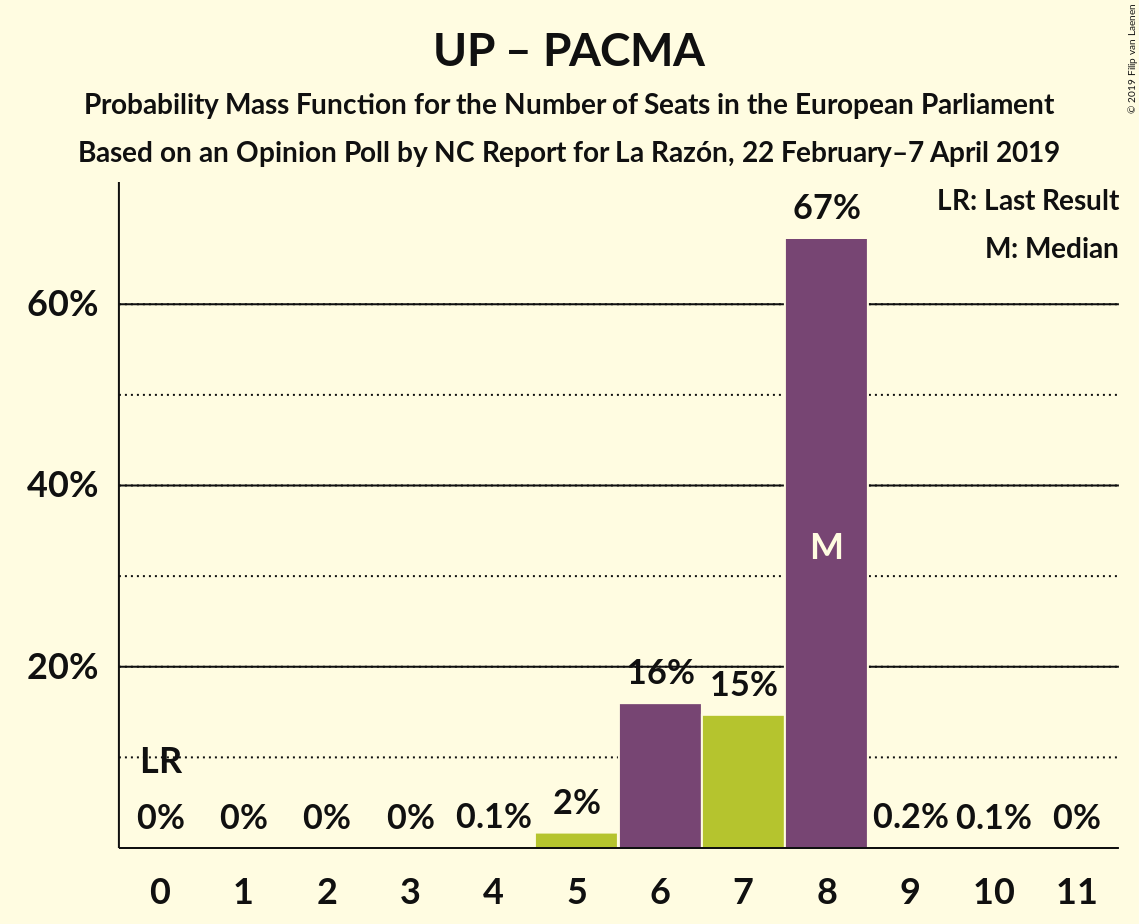 UP – PACMA
Probability Mass Function for the Number of Seats in the European Parliament
Based on an Opinion Poll by NC Report for La Razón, 22 February–7 April 2019
© 2019 Filip van Laenen
LR: Last Result
M: Median
67%
60%
M
40%
20%
16%
15%
LR
0%
0%
0%
0%
0.1%
2%
0.2%
0.1%
0%
0 1 2 3 4 5 6 7 8 9 10 11